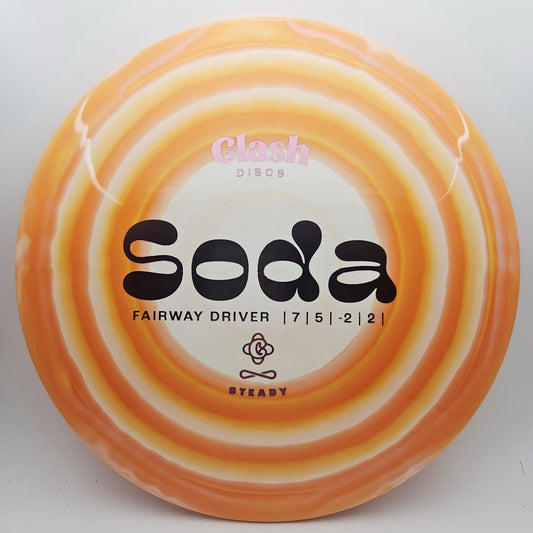 Clash
DISCS
Soda
FAIRWAY DRIVER | 7 | 5 | -2 | 2 |
STEADY